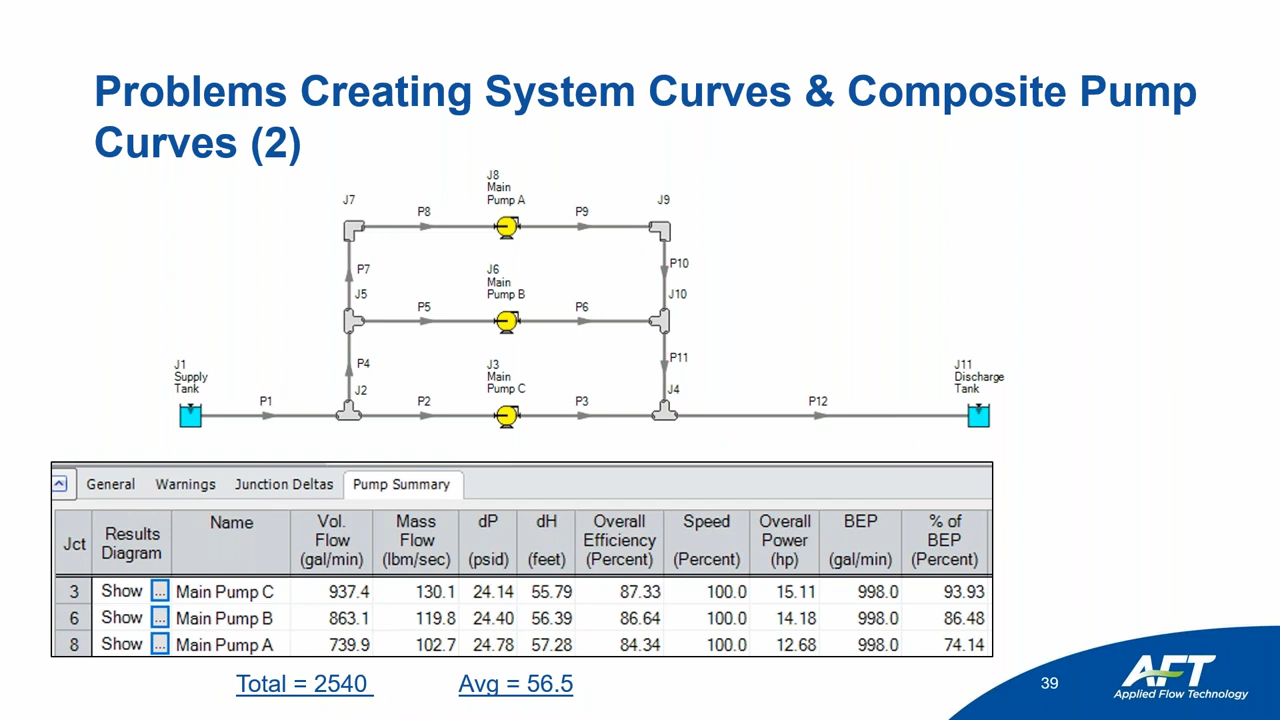 Problems Creating System Curves & Composite Pump
Curves (2)
J8
Main
Pump A
J7
J9
P8
P9
P7
P10
J6
Main
Pump B
J5
J10
P5
P6
P4
P11
J1
Supply
Tank
J3
Main
Pump C
J11
Discharge
Tank
J2
J4
P1
P2
P3
P12
General Warnings Junction Deltas Pump Summary
Jct Results Diagram Name Vol. Flow (gal/min) Mass Flow (lbm/sec) dP (psid) dH (feet) Overall Efficiency (Percent) Speed (Percent) Overall Power (hp) BEP (gal/min) % of BEP (Percent)
3 Show ... Main Pump C 937.4 130.1 24.14 55.79 87.33 100.0 15.11 998.0 93.93
6 Show ... Main Pump B 863.1 119.8 24.40 56.39 86.64 100.0 14.18 998.0 86.48
8 Show ... Main Pump A 739.9 102.7 24.78 57.28 84.34 100.0 12.68 998.0 74.14
Total = 2540 Avg = 56.5
39
AFT
Applied Flow Technology